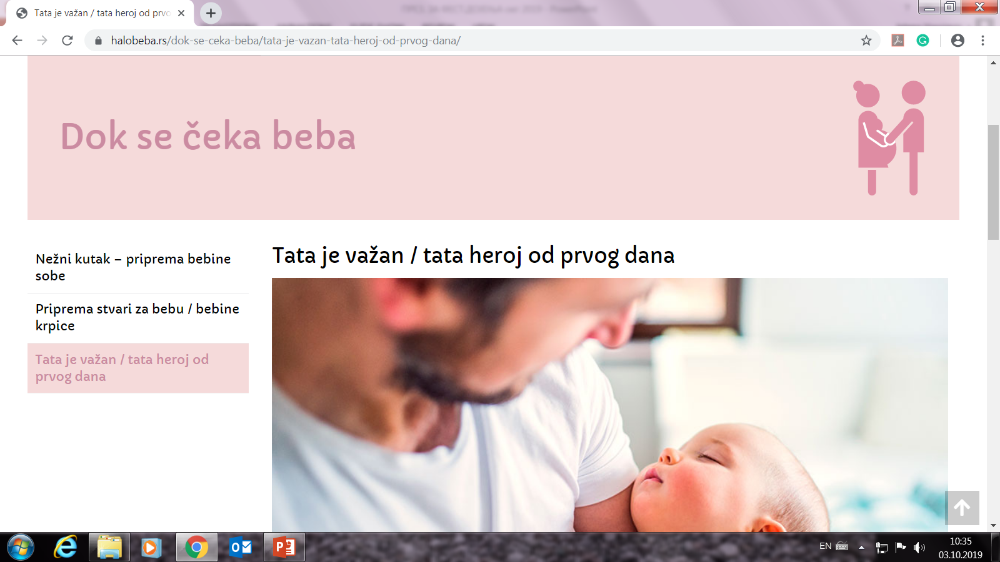 Tata je važan / tata heroj od prvo
halobeba.rs/dok-se-ceka-beba/tata-je-vazan-tata-heroj-od-prvog-dana/
Dok se čeka beba
Nežni kutak – priprema bebine
sobe
Priprema stvari za bebu / bebine
krpice
Tata je važan / tata heroj od
prvog dana
Tata je važan / tata heroj od prvog dana
EN
10:35
03.10.2019